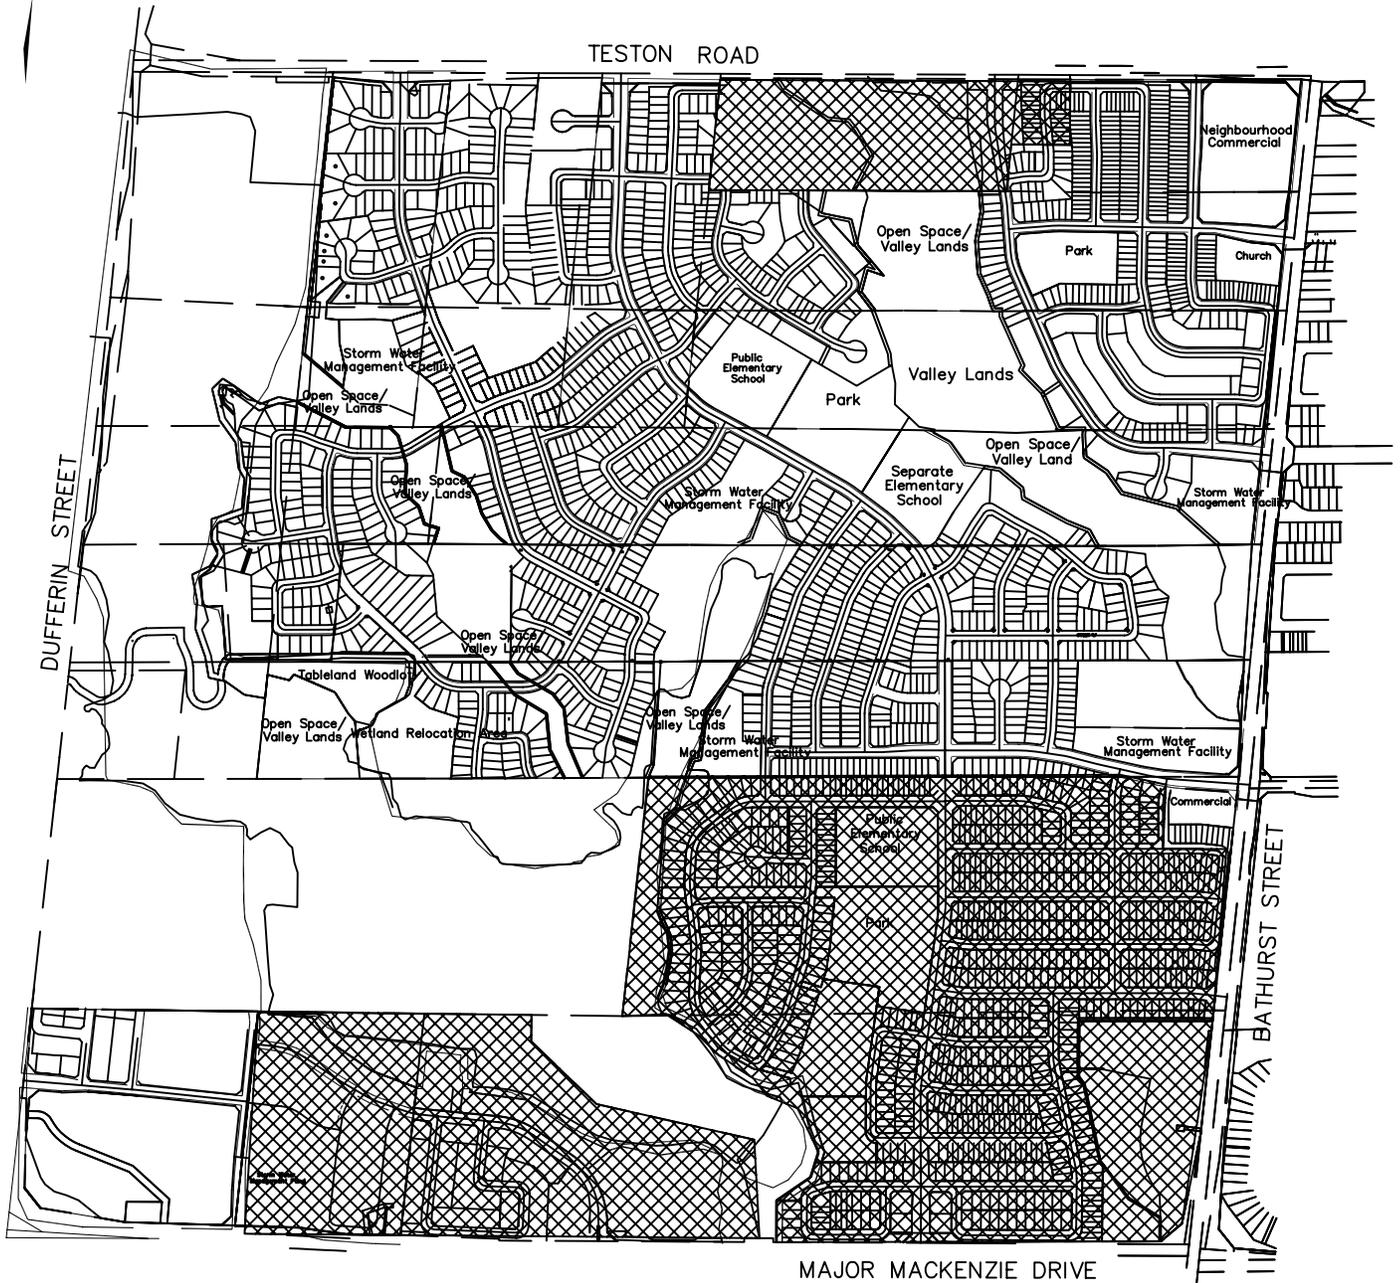 TESTON ROAD
Neighbourhood
Commercial
Open Space/
Valley Lands
Park
Church
Storm Water
Management Facility
Public
Elementary
School
Valley Lands
Park
Open Space/
Valley Lands
Open Space/
Valley Land
Separate
Elementary
School
Open Space/
Valley Lands
Storm Water
Management Facility
Storm Water
Management Facility
DUFFERIN STREET
Open Space/
Valley Lands
Tableland Woodlot
Open Space/
Valley Lands
Wetland Relocation Area
Open Space/
Valley Lands
Storm Water
Management Facility
Storm Water
Management Facility
Commercial
Public
Elementary
School
Park
BATHURST STREET
MAJOR MACKENZIE DRIVE